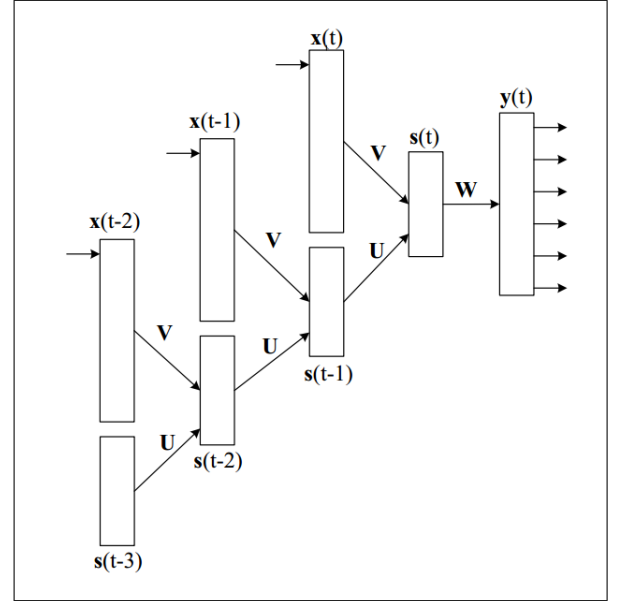 x(t)
y(t)
x(t-1)
s(t)
V
W
x(t-2)
V
U
V
U
s(t-1)
U
s(t-2)
s(t-3)